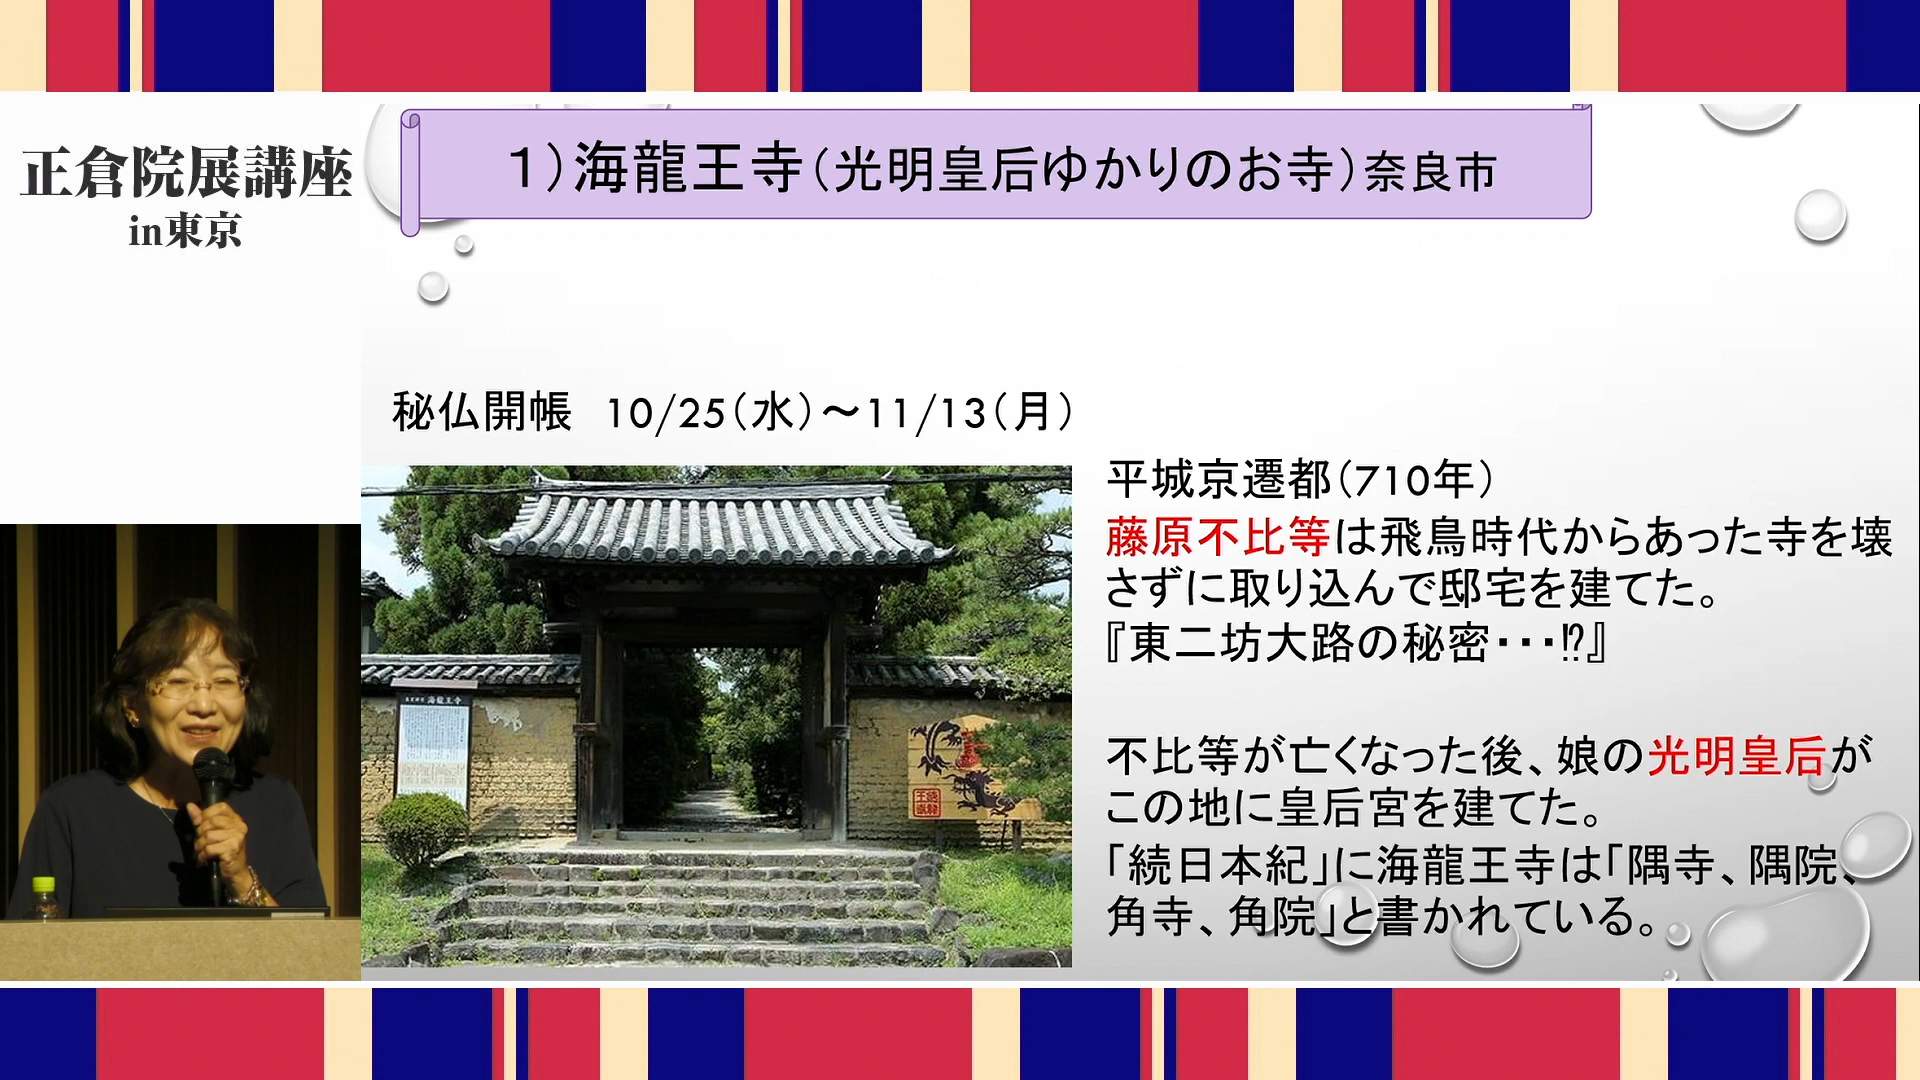 正倉院展講座
in東京
１）海龍王寺（光明皇后ゆかりのお寺）奈良市
秘仏開帳　10/25（水）～11/13（月）
平城京遷都（710年）
藤原不比等は飛鳥時代からあった寺を壊
さずに取り込んで邸宅を建てた。
『東二坊大路の秘密・・・⁉』
不比等が亡くなった後、娘の光明皇后が
この地に皇后宮を建てた。
「続日本紀」に海龍王寺は「隅寺、隅院、
角寺、角院」と書かれている。
海龍王寺